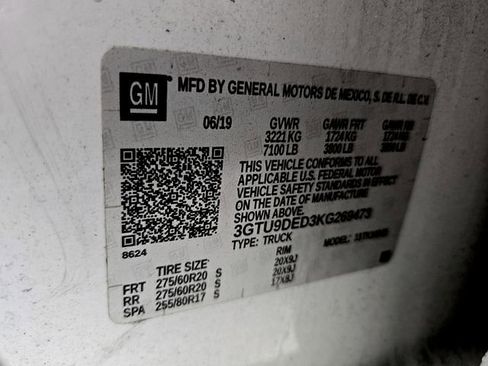 GM MFD BY GENERAL MOTORS DE MEXICO, S. DE R.L. DE C.V.
06/19 GVWR GAWR FRT GAWR RR
3221 KG 1724 KG
7100 LB 3800 LB
THIS VEHICLE CONFORMS TO ALL
APPLICABLE U.S. FEDERAL MOTOR
VEHICLE SAFETY STANDARDS IN EFFECT
ON THE DATE OF MANUFACTURE
SHOWN ABOVE.
3GTU9DED3KG269473
TYPE: TRUCK MODEL:
8624
TIRE SIZE RIM
FRT 275/60R20 S 20X9J
RR 275/60R20 S 20X9J
SPA 255/80R17 S 17X8J